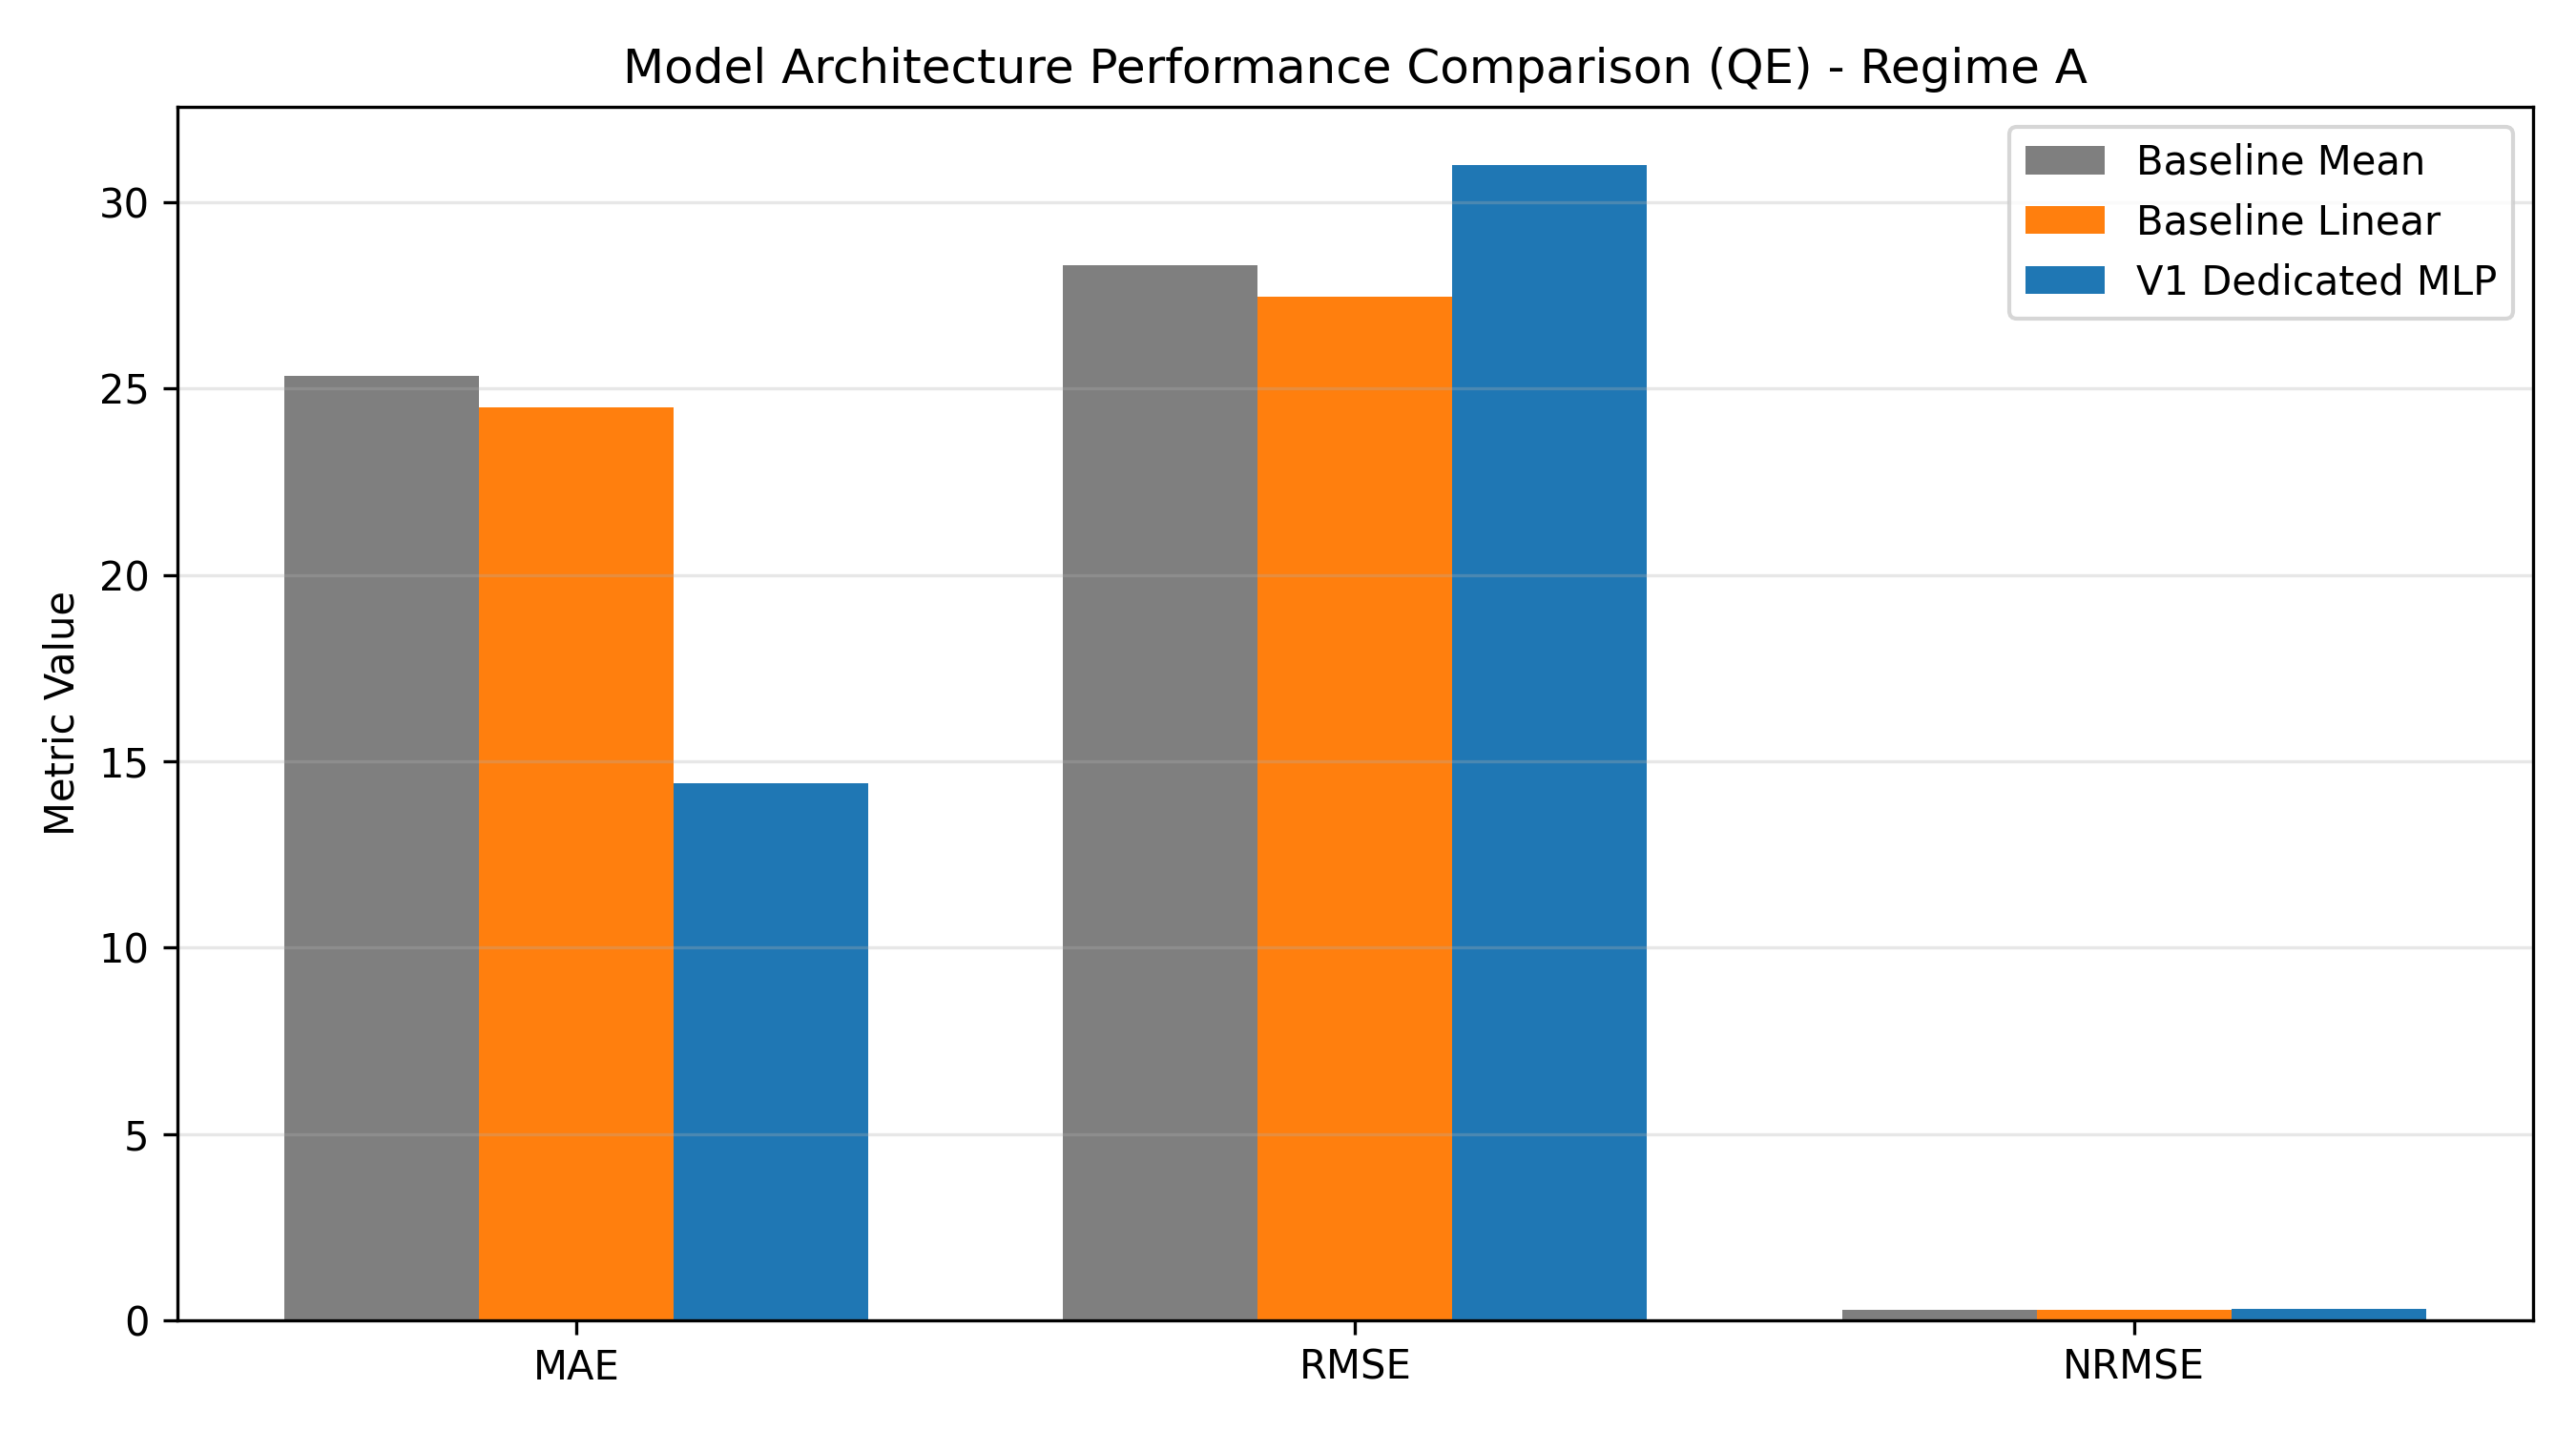 Model Architecture Performance Comparison (QE) - Regime A
Baseline Mean
Baseline Linear
V1 Dedicated MLP
Metric Value
30
25
20
15
10
5
0
MAE
RMSE
NRMSE